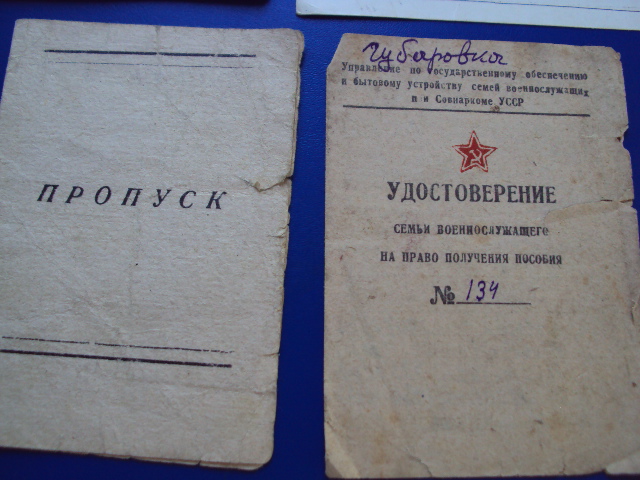 ПРОПУСК
Губаровка
Управление по государственному обеспечению
и бытовому устройству семей военнослужащих
п и Совнаркоме УССР
УДОСТОВЕРЕНИЕ
СЕМЬИ ВОЕННОСЛУЖАЩЕГО
НА ПРАВО ПОЛУЧЕНИЯ ПОСОБИЯ
№ 134